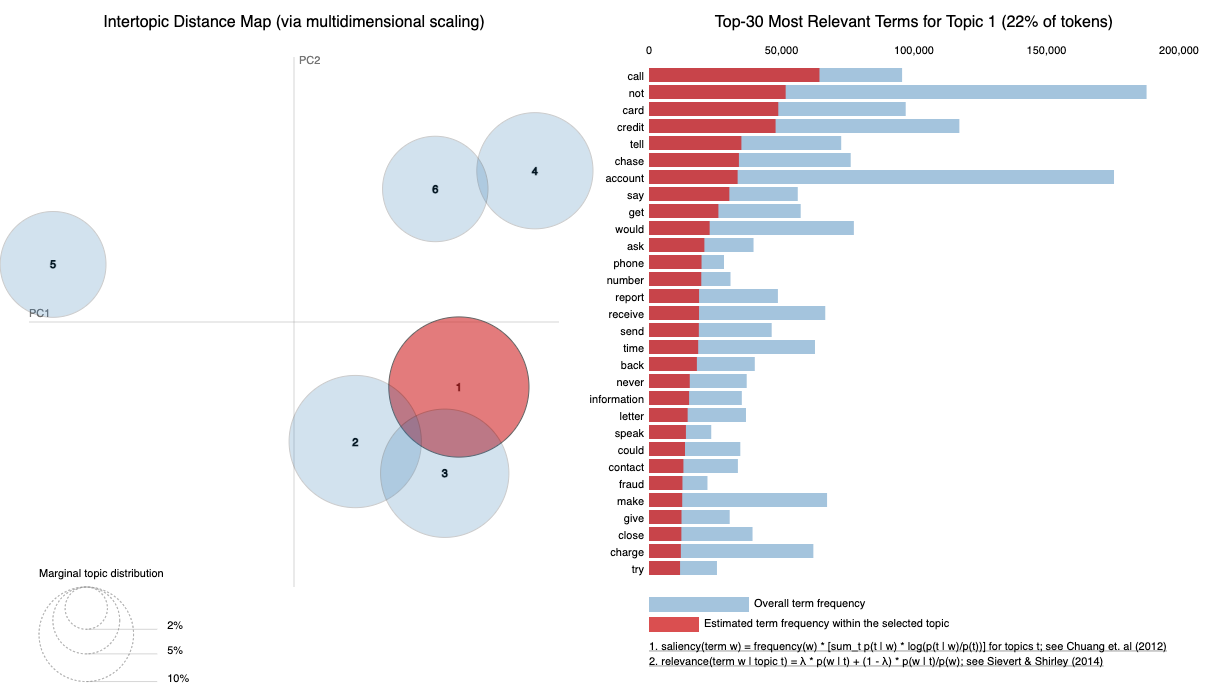 Intertopic Distance Map (via multidimensional scaling)
PC2
6
4
5
PC1
1
2
3
Marginal topic distribution
2%
5%
10%
Top-30 Most Relevant Terms for Topic 1 (22% of tokens)
0 50,000 100,000 150,000 200,000
call
not
card
credit
tell
chase
account
say
get
would
ask
phone
number
report
receive
send
time
back
never
information
letter
speak
could
contact
fraud
make
give
close
charge
try
Overall term frequency
Estimated term frequency within the selected topic
1. saliency(term w) = frequency(w) * [sum_t p(t | w) * log(p(t | w)/p(t))] for topics t; see Chuang et. al (2012)
2. relevance(term w | topic t) = λ * p(w | t) + (1 - λ) * p(w | t)/p(w); see Sievert & Shirley (2014)